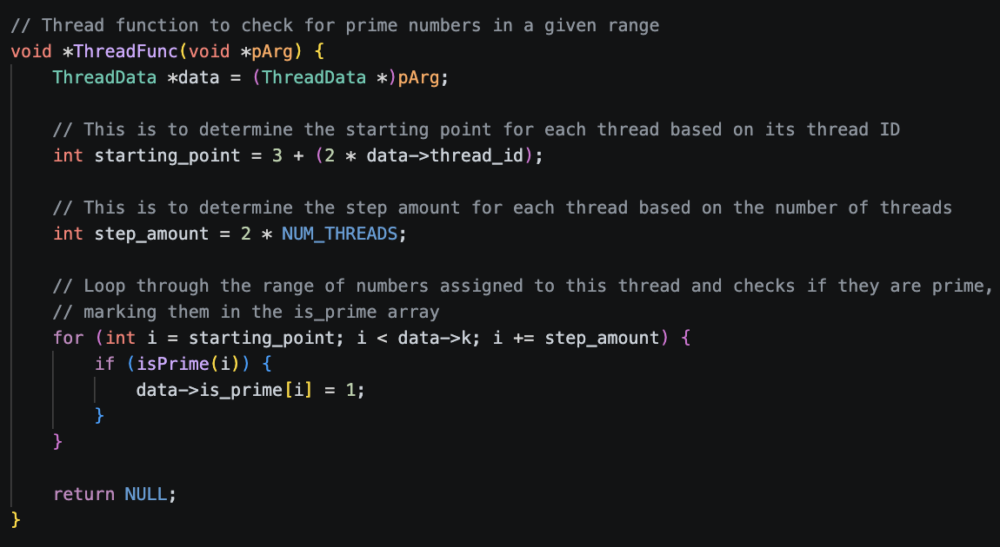 // Thread function to check for prime numbers in a given range
void *ThreadFunc(void *pArg) {
    ThreadData *data = (ThreadData *)pArg;

    // This is to determine the starting point for each thread based on its thread ID
    int starting_point = 3 + (2 * data->thread_id);

    // This is to determine the step amount for each thread based on the number of threads
    int step_amount = 2 * NUM_THREADS;

    // Loop through the range of numbers assigned to this thread and checks if they are prime,
    // marking them in the is_prime array
    for (int i = starting_point; i < data->k; i += step_amount) {
        if (isPrime(i)) {
            data->is_prime[i] = 1;
        }
    }

    return NULL;
}